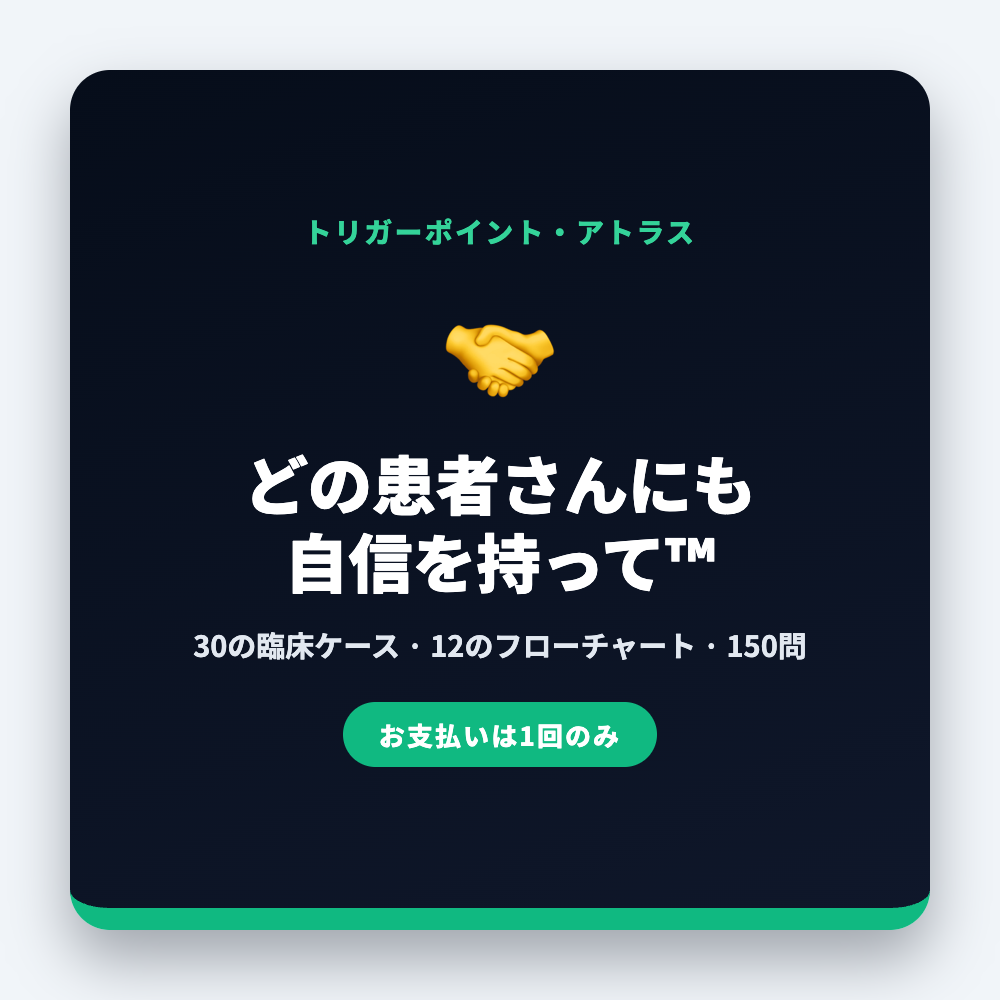 トリガーポイント・アトラス
どの患者さんにも
自信を持って™
30の臨床ケース · 12のフローチャート · 150問
お支払いは1回のみ